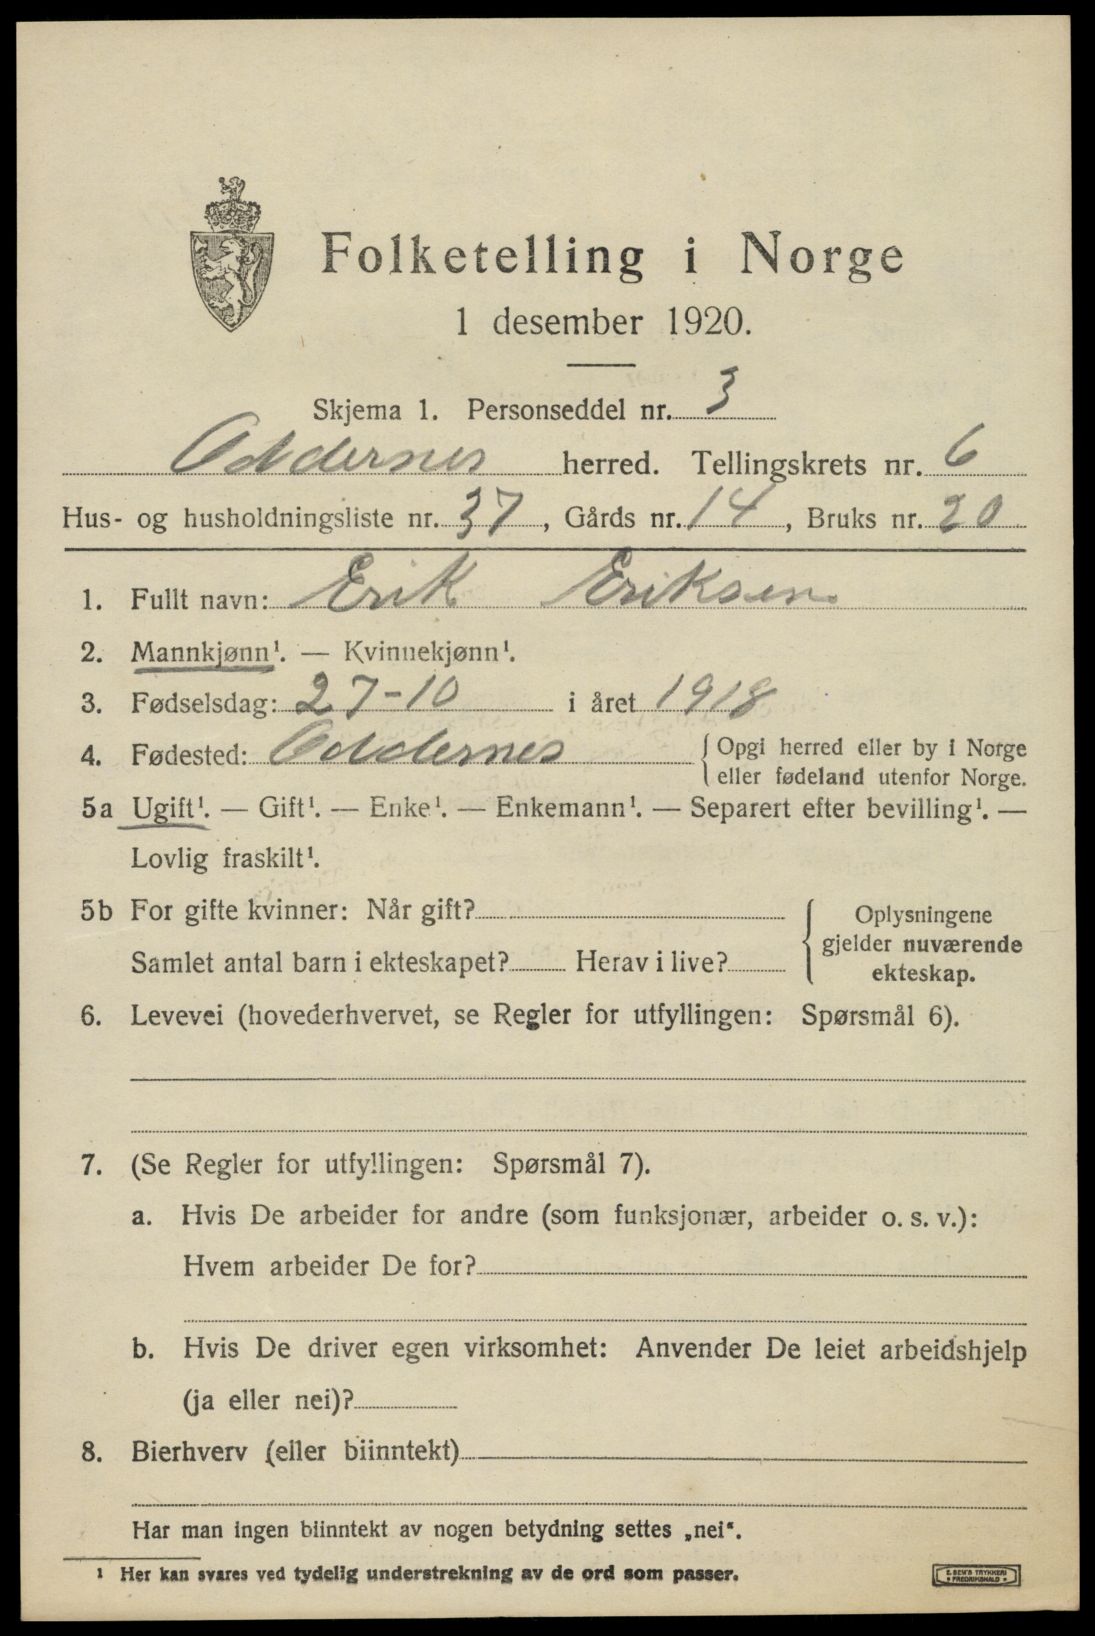 Folketelling i Norge
1 desember 1920.
Skjema 1. Personseddel nr. 3
Oddernes herred. Tellingskrets nr. 6
Hus- og husholdningsliste nr. 37, Gårds nr. 14, Bruks nr. 20
1. Fullt navn: Erik Eriksen
2. Mannkjønn¹. — Kvinnekjønn¹.
3. Fødselsdag: 27-10 i året 1918
4. Fødested: Oddernes { Opgi herred eller by i Norge
eller fødeland utenfor Norge.
5a Ugift¹. — Gift¹. — Enke¹. — Enkemann¹. — Separert efter bevilling¹. —
Lovlig fraskilt¹.
5b For gifte kvinner: Når gift?
Samlet antal barn i ekteskapet? Herav i live?
{ Oplysningene
gjelder nuværende
ekteskap.
6. Levevei (hovederhvervet, se Regler for utfyllingen: Spørsmål 6).
7. (Se Regler for utfyllingen: Spørsmål 7).
a. Hvis De arbeider for andre (som funksjonær, arbeider o. s. v.):
Hvem arbeider De for?
b. Hvis De driver egen virksomhet: Anvender De leiet arbeidshjelp
(ja eller nei)?
8. Bierhverv (eller biinntekt)
Har man ingen biinntekt av nogen betydning settes „nei“.
¹ Her kan svares ved tydelig understrekning av de ord som passer.
E. SEM'S TRYKKERI
• FREDRIKSHALD •